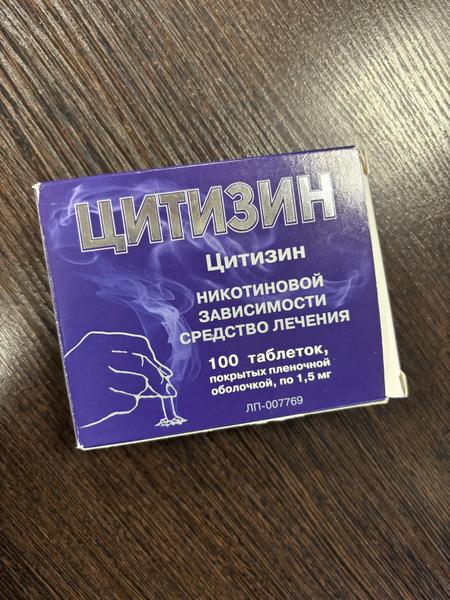 ЦИТИЗИН
Цитизин
НИКОТИНОВОЙ
ЗАВИСИМОСТИ
СРЕДСТВО ЛЕЧЕНИЯ
100 таблеток,
покрытых пленочной
оболочкой, по 1,5 мг
ЛП-007769